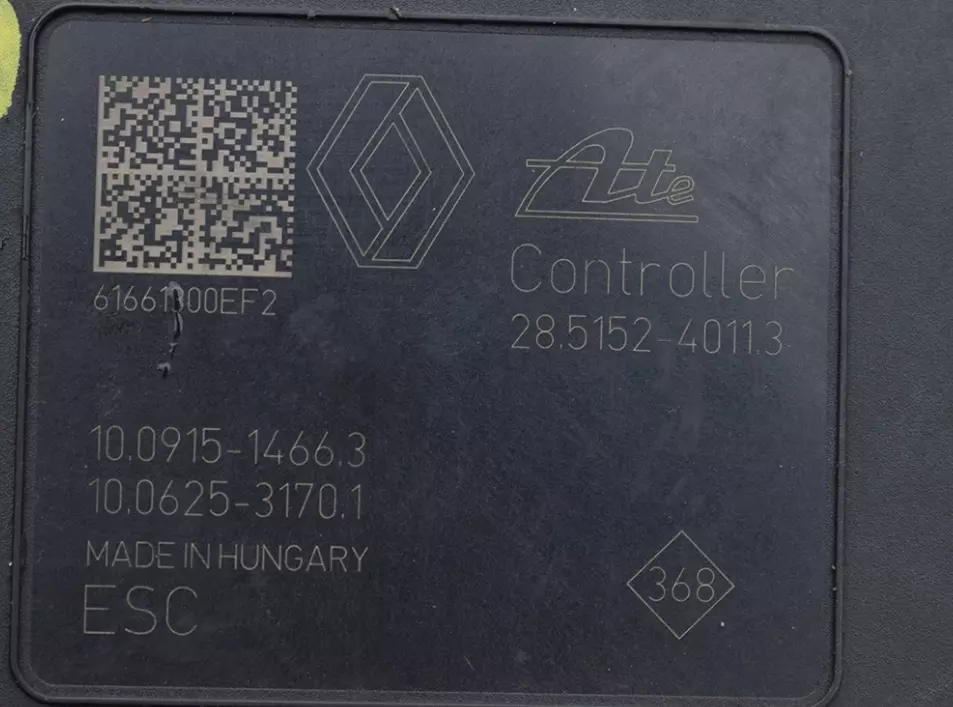 Ate
Controller
28.5152-4011.3
10.0915-1466.3
10.0625-3170.1
MADE IN HUNGARY
ESC
368